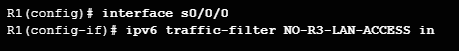 R1(config)# interface s0/0/0
R1(config-if)# ipv6 traffic-filter NO-R3-LAN-ACCESS in